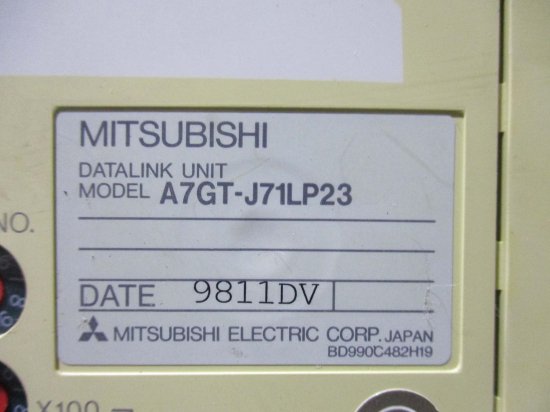 MITSUBISHI
DATALINK UNIT
MODEL A7GT-J71LP23
NO.
DATE 9811DV
MITSUBISHI ELECTRIC CORP. JAPAN
BD990C482H19
X100